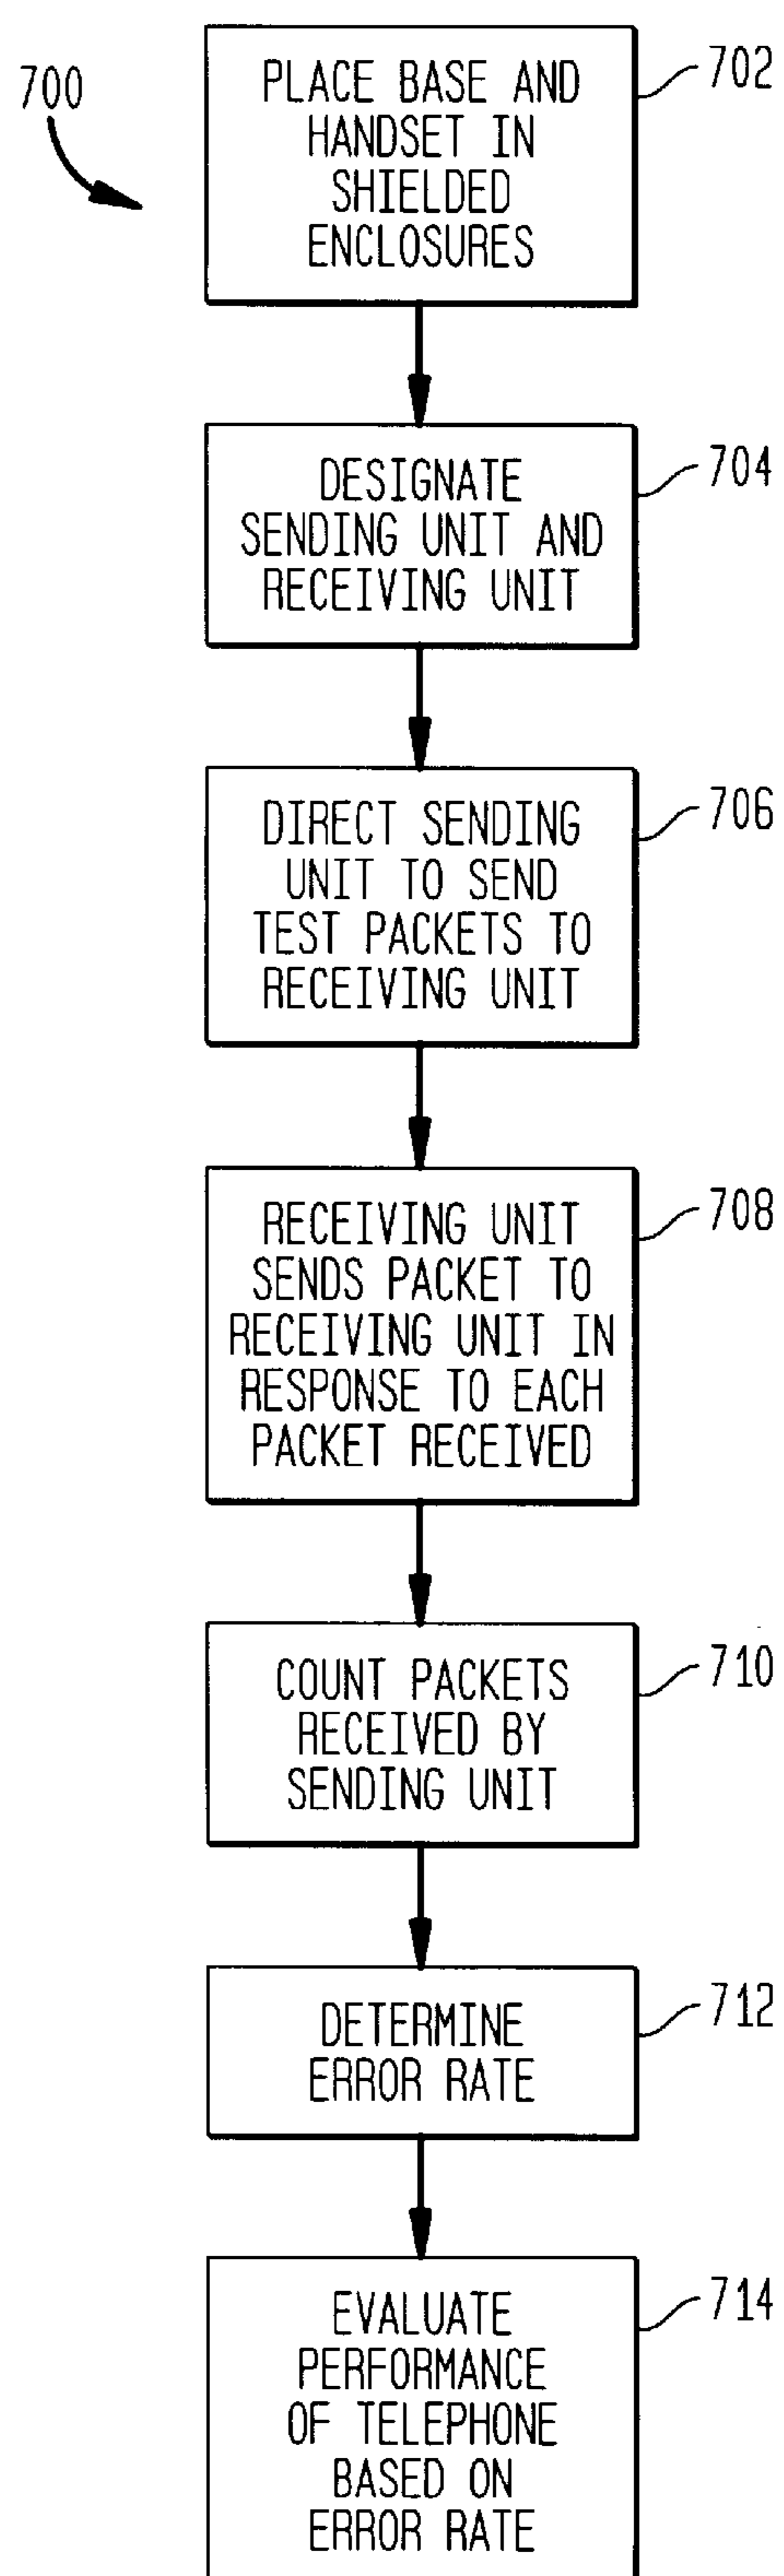 700
PLACE BASE AND
HANDSET IN
SHIELDED
ENCLOSURES
702
DESIGNATE
SENDING UNIT AND
RECEIVING UNIT
704
DIRECT SENDING
UNIT TO SEND
TEST PACKETS TO
RECEIVING UNIT
706
RECEIVING UNIT
SENDS PACKET TO
RECEIVING UNIT IN
RESPONSE TO EACH
PACKET RECEIVED
708
COUNT PACKETS
RECEIVED BY
SENDING UNIT
710
DETERMINE
ERROR RATE
712
EVALUATE
PERFORMANCE
OF TELEPHONE
BASED ON
ERROR RATE
714